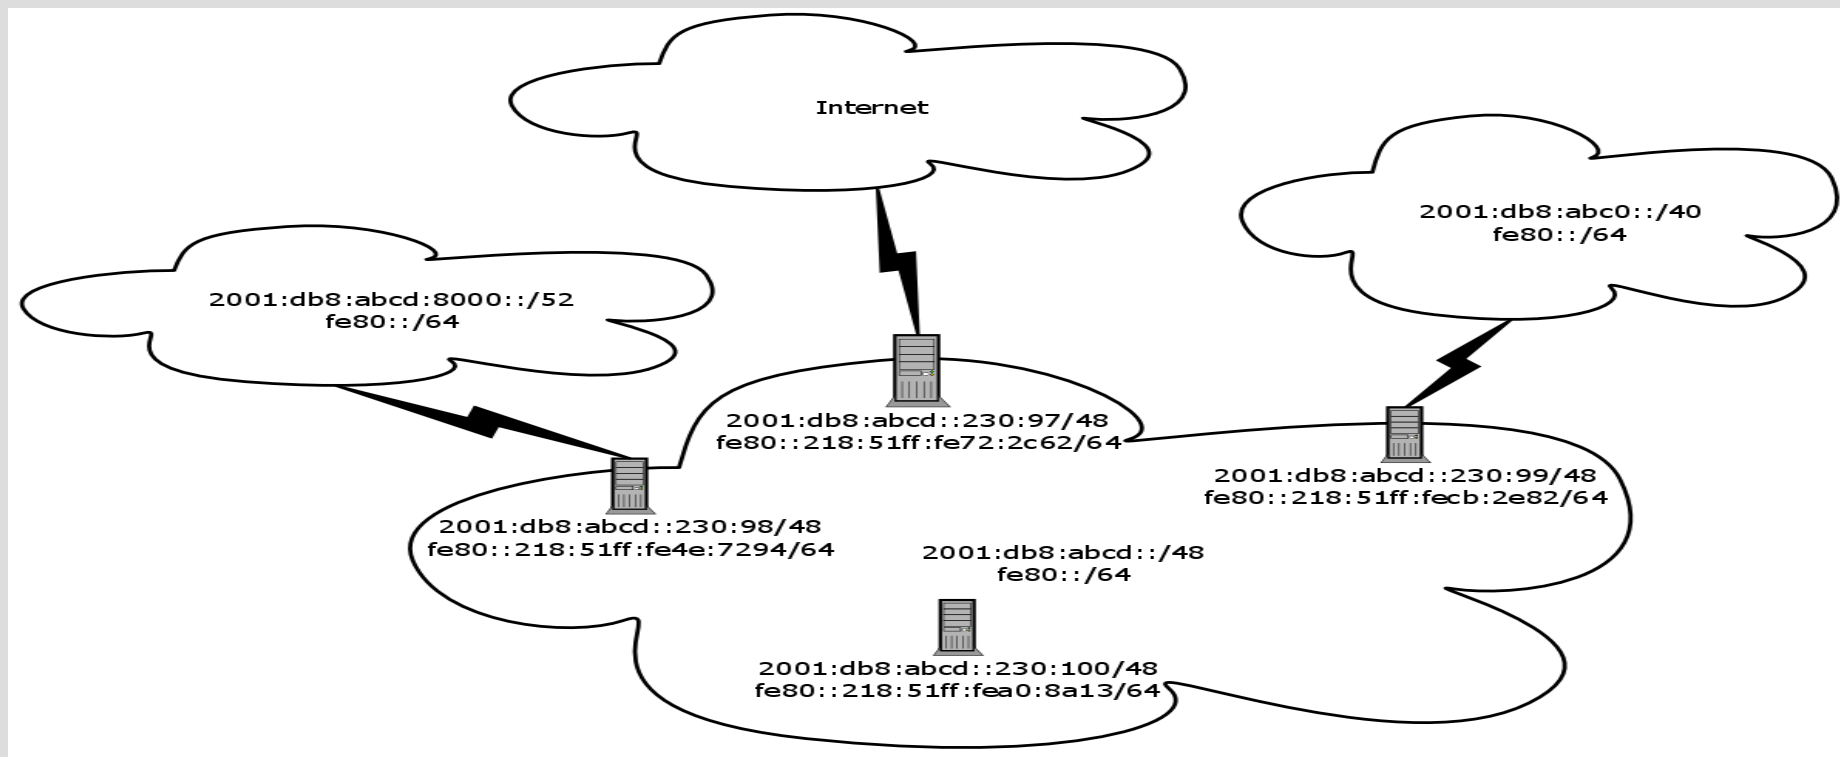 Internet
2001:db8:abc0::/40
fe80::/64
2001:db8:abcd:8000::/52
fe80::/64
2001:db8:abcd::230:97/48
fe80::218:51ff:fe72:2c62/64
2001:db8:abcd::230:99/48
fe80::218:51ff:fecb:2e82/64
2001:db8:abcd::230:98/48
fe80::218:51ff:fe4e:7294/64
2001:db8:abcd::/48
fe80::/64
2001:db8:abcd::230:100/48
fe80::218:51ff:fea0:8a13/64